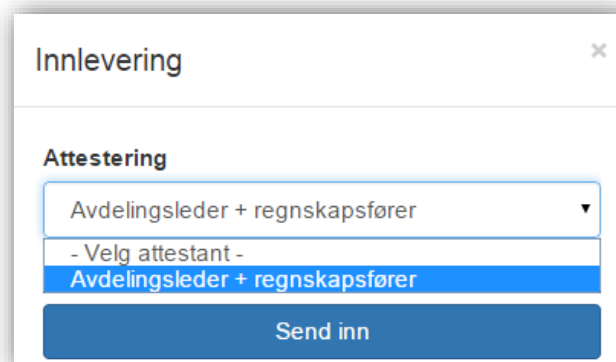 Innlevering
×
Attestering
Avdelingsleder + regnskapsfører
- Velg attestant -
Avdelingsleder + regnskapsfører
Send inn